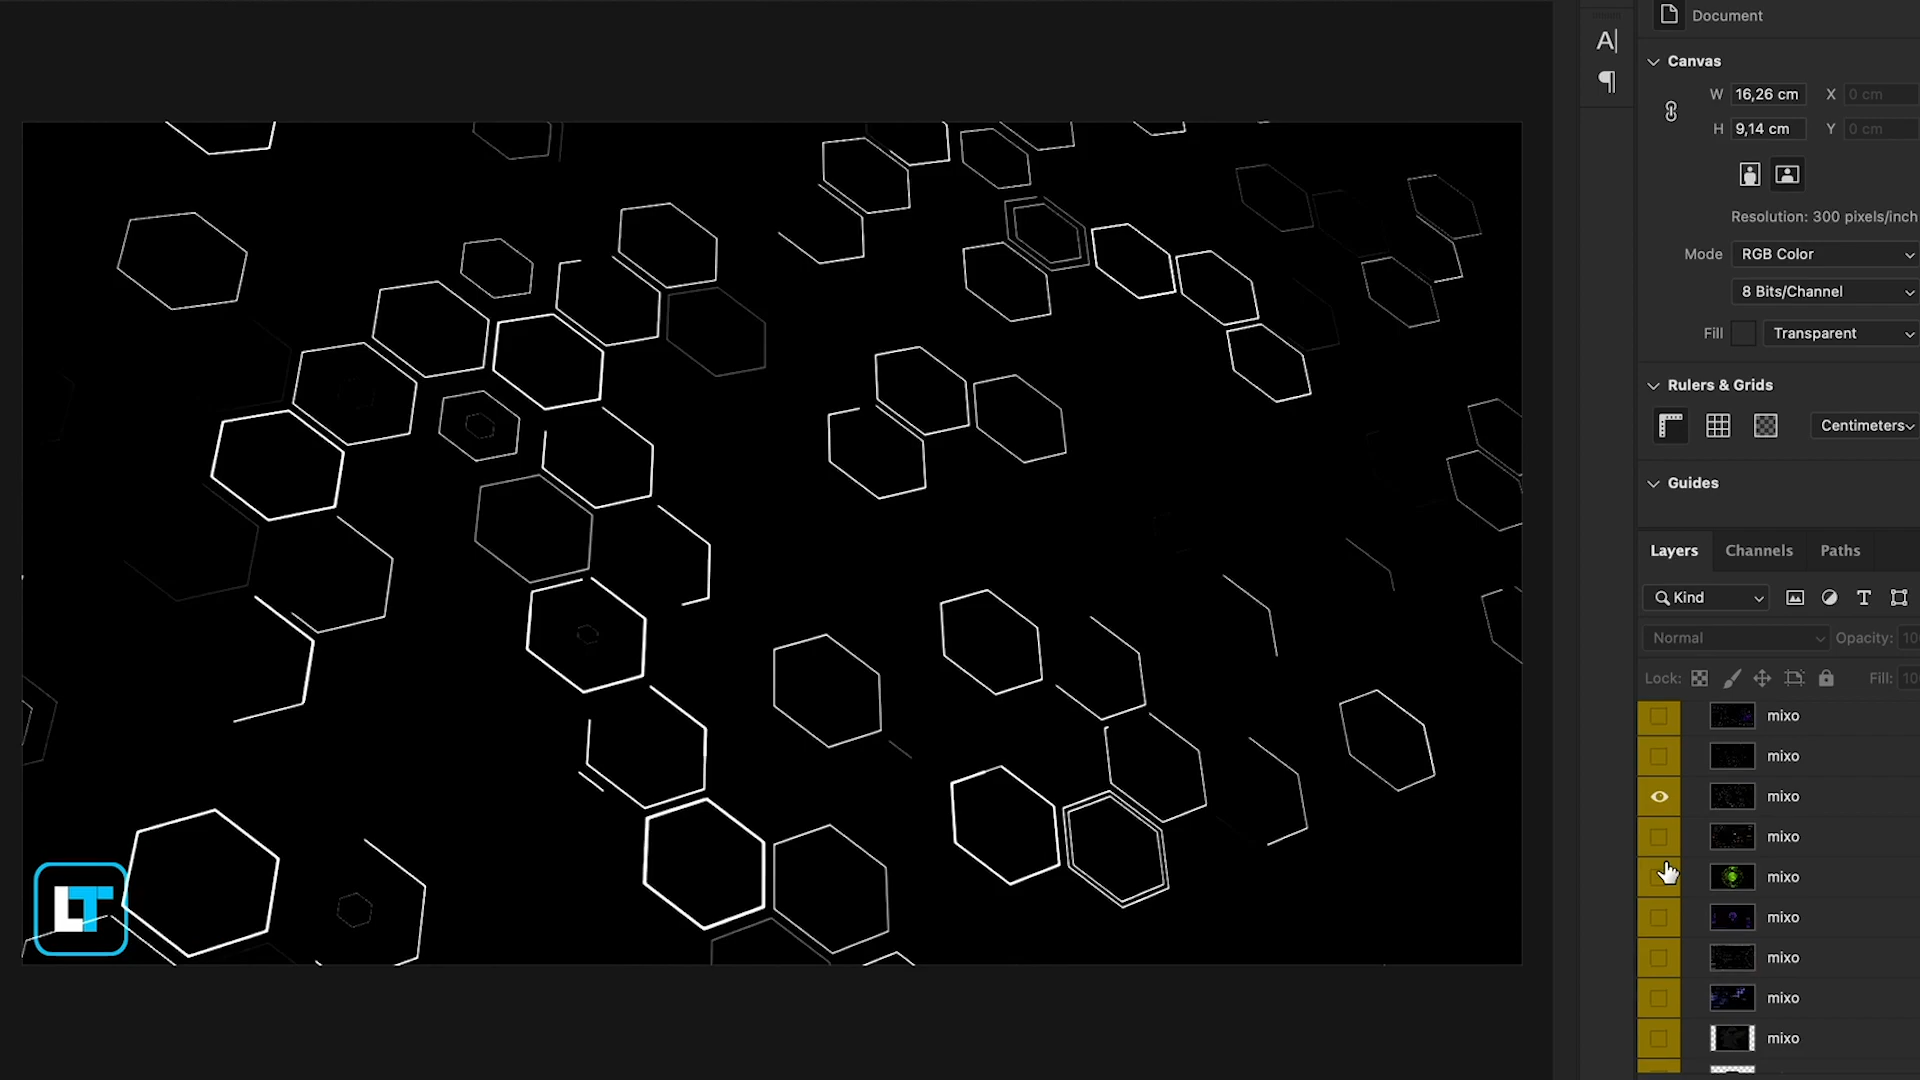 Document
Canvas
W 16,26 cm X 0 cm
H 9,14 cm Y 0 cm
Resolution: 300 pixels/inch
Mode RGB Color
8 Bits/Channel
Fill Transparent
Rulers & Grids
Centimeters
Guides
Layers Channels Paths
Kind
Normal Opacity: 10
Lock: Fill: 10
mixo
mixo
mixo
mixo
mixo
mixo
mixo
mixo
mixo
LT